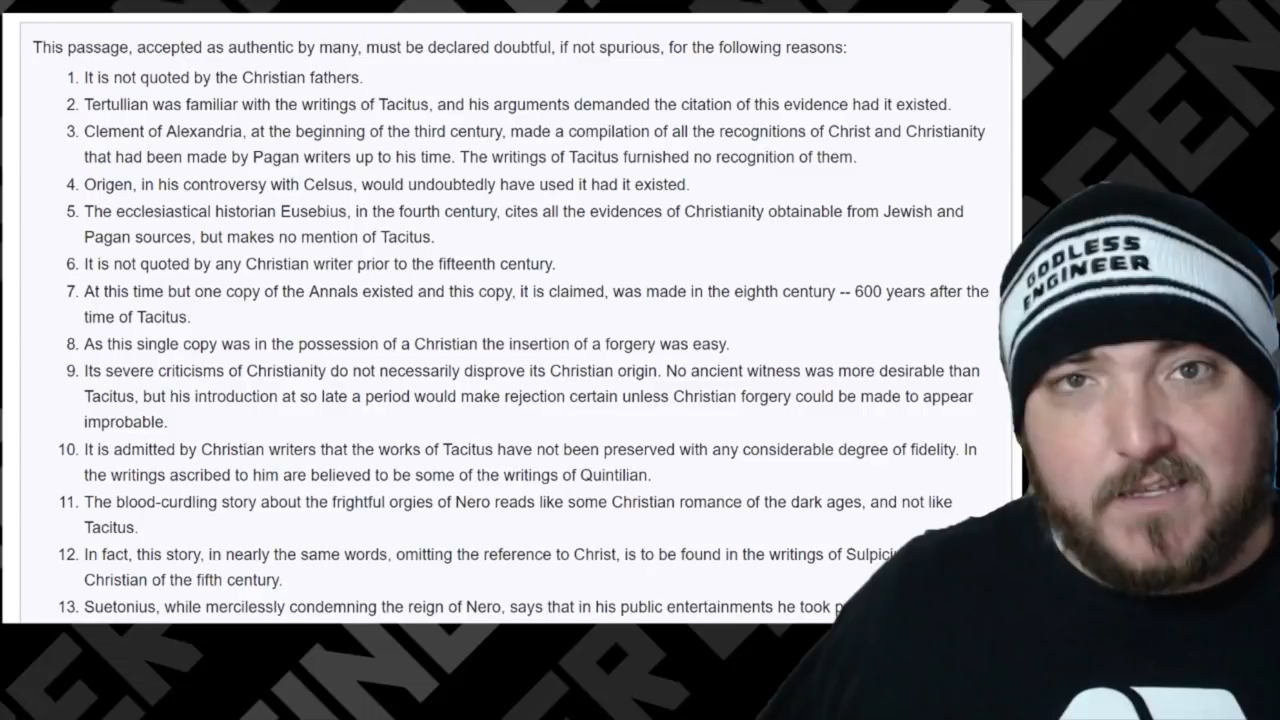 This passage, accepted as authentic by many, must be declared doubtful, if not spurious, for the following reasons:
1. It is not quoted by the Christian fathers.
2. Tertullian was familiar with the writings of Tacitus, and his arguments demanded the citation of this evidence had it existed.
3. Clement of Alexandria, at the beginning of the third century, made a compilation of all the recognitions of Christ and Christianity
that had been made by Pagan writers up to his time. The writings of Tacitus furnished no recognition of them.
4. Origen, in his controversy with Celsus, would undoubtedly have used it had it existed.
5. The ecclesiastical historian Eusebius, in the fourth century, cites all the evidences of Christianity obtainable from Jewish and
Pagan sources, but makes no mention of Tacitus.
6. It is not quoted by any Christian writer prior to the fifteenth century.
7. At this time but one copy of the Annals existed and this copy, it is claimed, was made in the eighth century -- 600 years after the
time of Tacitus.
8. As this single copy was in the possession of a Christian the insertion of a forgery was easy.
9. Its severe criticisms of Christianity do not necessarily disprove its Christian origin. No ancient witness was more desirable than
Tacitus, but his introduction at so late a period would make rejection certain unless Christian forgery could be made to appear
improbable.
10. It is admitted by Christian writers that the works of Tacitus have not been preserved with any considerable degree of fidelity. In
the writings ascribed to him are believed to be some of the writings of Quintilian.
11. The blood-curdling story about the frightful orgies of Nero reads like some Christian romance of the dark ages, and not like
Tacitus.
12. In fact, this story, in nearly the same words, omitting the reference to Christ, is to be found in the writings of Sulpici
Christian of the fifth century.
13. Suetonius, while mercilessly condemning the reign of Nero, says that in his public entertainments he took
GODLESS
ENGINEER